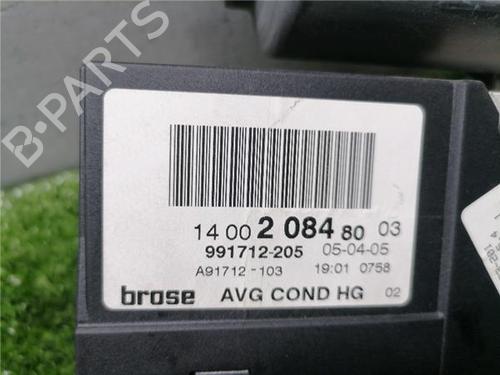 B-PARTS
14 00 2 084 80 03
991712-205 05-04-05
A91712-103 19:01 0758
brose AVG COND HG 02